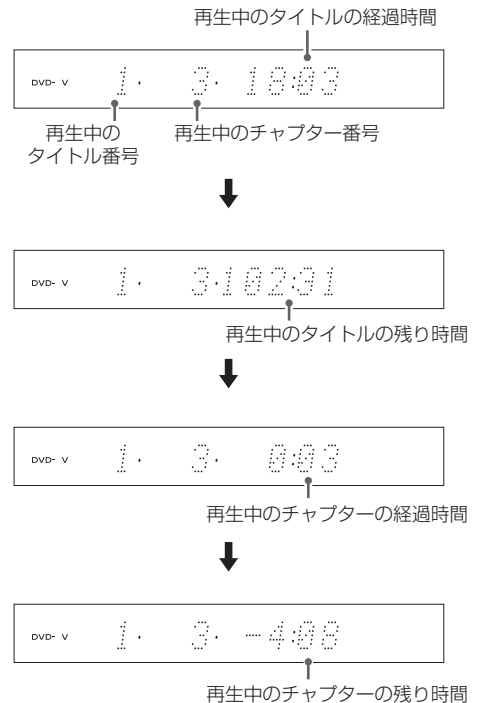 再生中のタイトルの経過時間
DVD- V 1· 3· 18:03
再生中の
タイトル番号
再生中のチャプター番号
DVD- V 1· 3·102:31
再生中のタイトルの残り時間
DVD- V 1· 3· 0:03
再生中のチャプターの経過時間
DVD- V 1· 3· −4:08
再生中のチャプターの残り時間